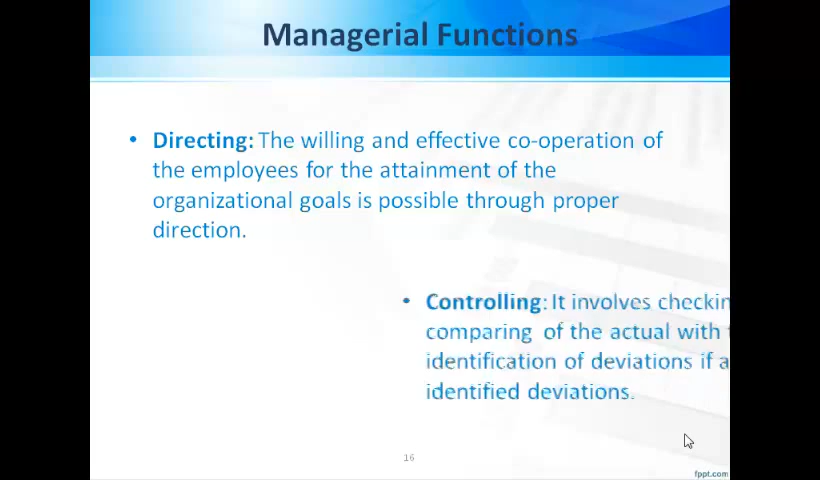 Managerial Functions
• Directing: The willing and effective co-operation of
the employees for the attainment of the
organizational goals is possible through proper
direction.
• Controlling: It involves
comparing of the actual with
identification of deviations if
identified deviations.
16
fppt.com